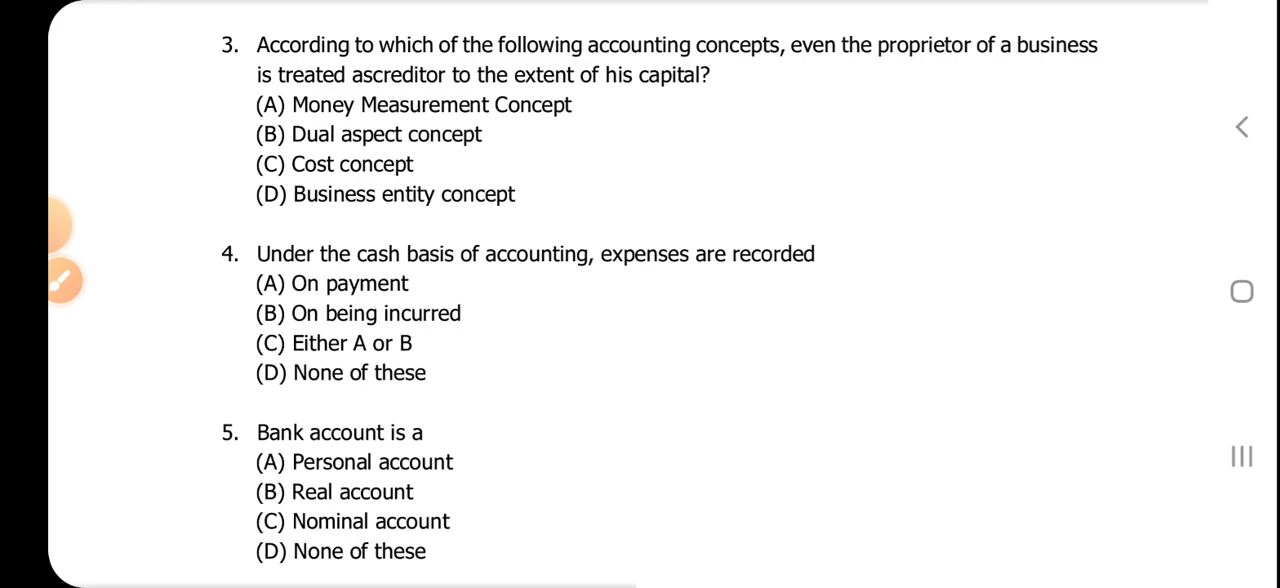 3. According to which of the following accounting concepts, even the proprietor of a business
is treated ascreditor to the extent of his capital?
(A) Money Measurement Concept
(B) Dual aspect concept
(C) Cost concept
(D) Business entity concept
4. Under the cash basis of accounting, expenses are recorded
(A) On payment
(B) On being incurred
(C) Either A or B
(D) None of these
5. Bank account is a
(A) Personal account
(B) Real account
(C) Nominal account
(D) None of these